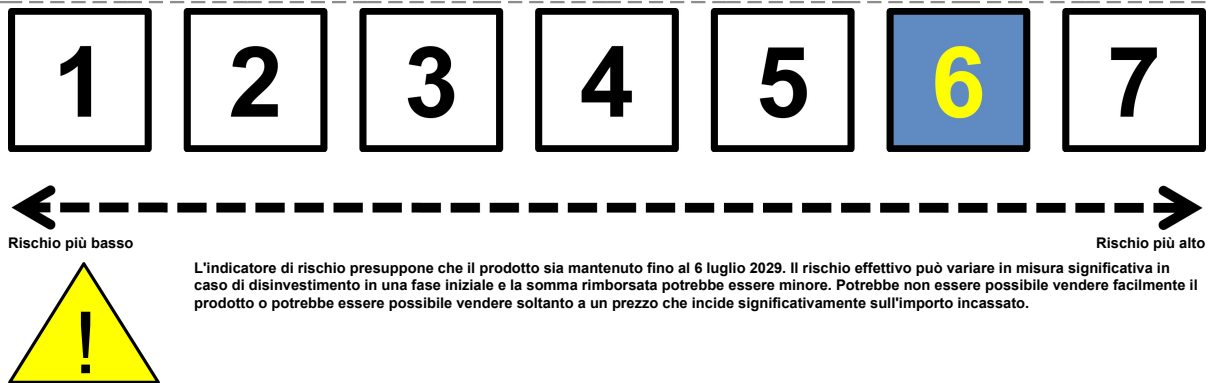 1 2 3 4 5 6 7
Rischio più basso Rischio più alto
L'indicatore di rischio presuppone che il prodotto sia mantenuto fino al 6 luglio 2029. Il rischio effettivo può variare in misura significativa in
caso di disinvestimento in una fase iniziale e la somma rimborsata potrebbe essere minore. Potrebbe non essere possibile vendere facilmente il
prodotto o potrebbe essere possibile vendere soltanto a un prezzo che incide significativamente sull'importo incassato.
!